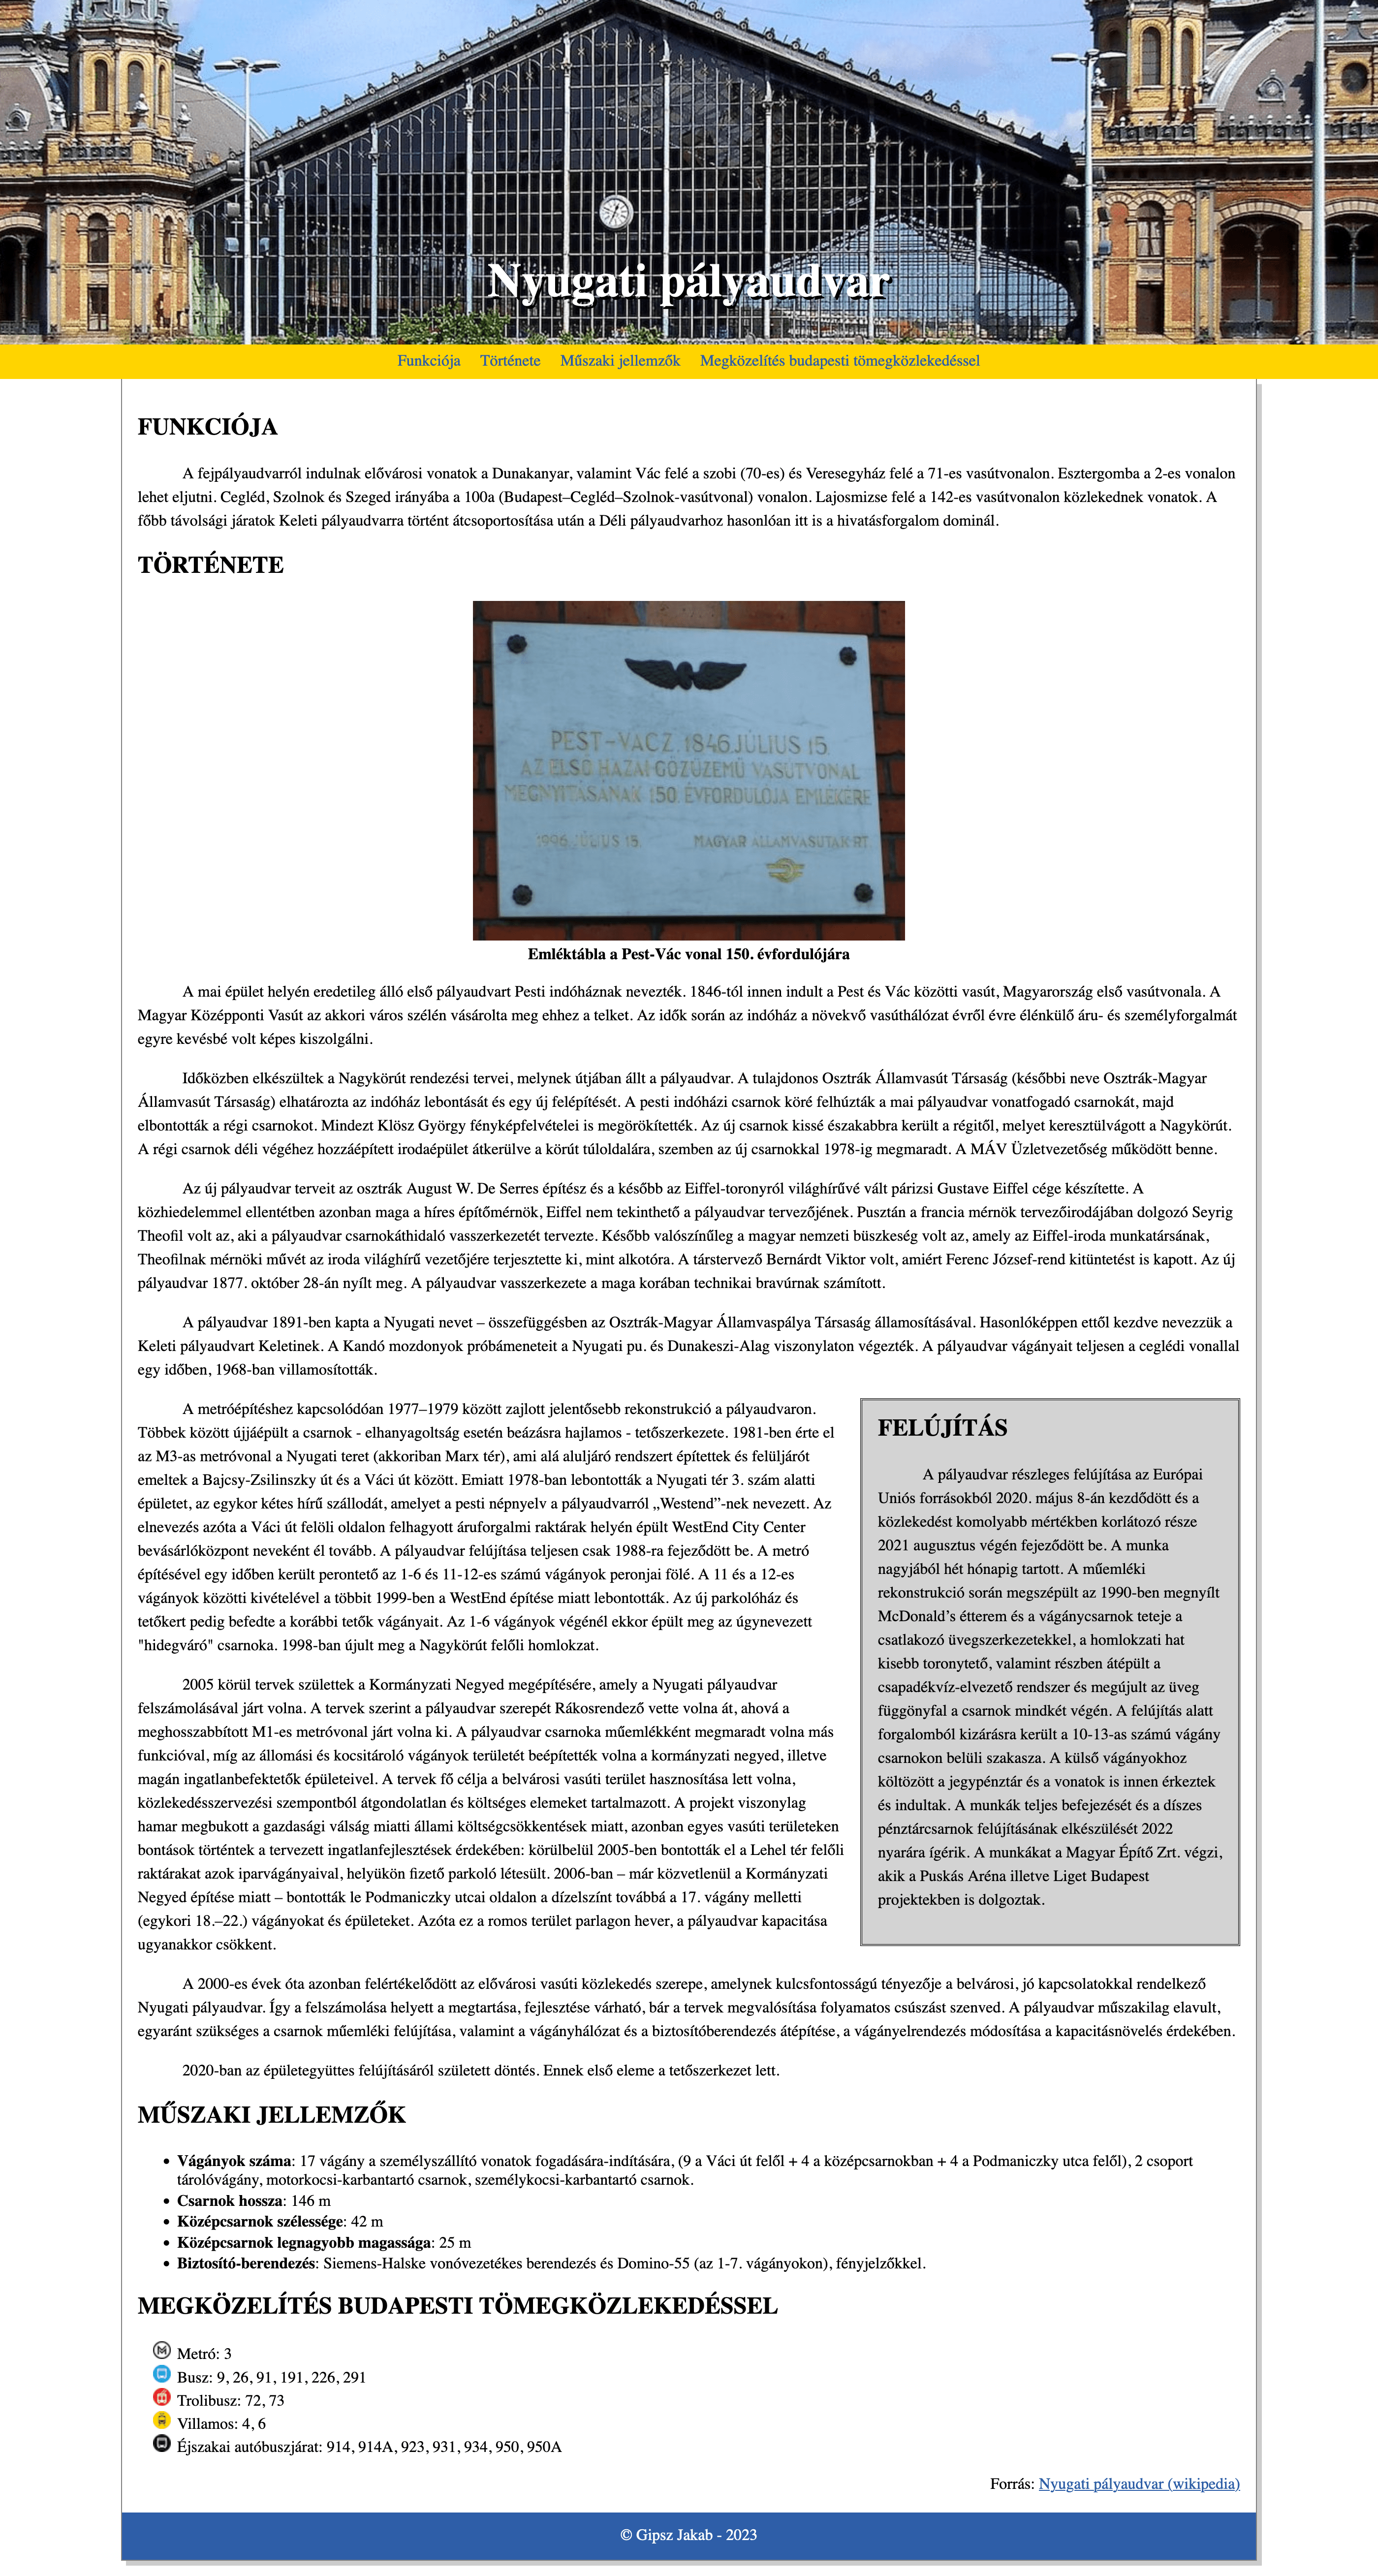 Nyugati pályaudvar
Funkciója Története Műszaki jellemzők Megközelítés budapesti tömegközlekedéssel
FUNKCIÓJA
A fejpályaudvarról indulnak elővárosi vonatok a Dunakanyar, valamint Vác felé a szobi (70-es) és Veresegyház felé a 71-es vasútvonalon. Esztergomba a 2-es vonalon
lehet eljutni. Cegléd, Szolnok és Szeged irányába a 100a (Budapest–Cegléd–Szolnok-vasútvonal) vonalon. Lajosmizse felé a 142-es vasútvonalon közlekednek vonatok. A
főbb távolsági járatok Keleti pályaudvarra történt átcsoportosítása után a Déli pályaudvarhoz hasonlóan itt is a hivatásforgalom dominál.
TÖRTÉNETE
PEST-VÁCZ. 1846. JÚLIUS 15.
AZ ELSŐ HAZAI GŐZÜZEMŰ VASÚTVONAL
MEGNYITÁSÁNAK 150. ÉVFORDULÓJA EMLÉKÉRE
1996. JÚLIUS 15. MAGYAR ÁLLAMVASUTAK RT.
Emléktábla a Pest-Vác vonal 150. évfordulójára
A mai épület helyén eredetileg álló első pályaudvart Pesti indóháznak nevezték. 1846-tól innen indult a Pest és Vác közötti vasút, Magyarország első vasútvonala. A
Magyar Középponti Vasút az akkori város szélén vásárolta meg ehhez a telket. Az idők során az indóház a növekvő vasúthálózat évről évre élénkülő áru- és személyforgalmát
egyre kevésbé volt képes kiszolgálni.
Időközben elkészültek a Nagykörút rendezési tervei, melynek útjában állt a pályaudvar. A tulajdonos Osztrák Államvasút Társaság (későbbi neve Osztrák-Magyar
Államvasút Társaság) elhatározta az indóház lebontását és egy új felépítését. A pesti indóházi csarnok köré felhúzták a mai pályaudvar vonatfogadó csarnokát, majd
elbontották a régi csarnokot. Mindezt Klösz György fényképfelvételei is megörökítették. Az új csarnok kissé északabbra került a régitől, melyet keresztülvágott a Nagykörút.
A régi csarnok déli végéhez hozzáépített irodaépület átkerülve a körút túloldalára, szemben az új csarnokkal 1978-ig megmaradt. A MÁV Üzletvezetőség működött benne.
Az új pályaudvar terveit az osztrák August W. De Serres építész és a később az Eiffel-toronyról világhírűvé vált párizsi Gustave Eiffel cége készítette. A
közhiedelemmel ellentétben azonban maga a híres építőmérnök, Eiffel nem tekinthető a pályaudvar tervezőjének. Pusztán a francia mérnök tervezőirodájában dolgozó Seyrig
Theofil volt az, aki a pályaudvar csarnokáthidaló vasszerkezetét tervezte. Később valószínűleg a magyar nemzeti büszkeség volt az, amely az Eiffel-iroda munkatársának,
Theofilnak mérnöki művét az iroda világhírű vezetőjére terjesztette ki, mint alkotóra. A társtervező Bernárdt Viktor volt, amiért Ferenc József-rend kitüntetést is kapott. Az új
pályaudvar 1877. október 28-án nyílt meg. A pályaudvar vasszerkezete a maga korában technikai bravúrnak számított.
A pályaudvar 1891-ben kapta a Nyugati nevet – összefüggésben az Osztrák-Magyar Államvaspálya Társaság államosításával. Hasonlóképpen ettől kezdve nevezzük a
Keleti pályaudvart Keletinek. A Kandó mozdonyok próbámeneteit a Nyugati pu. és Dunakeszi-Alag viszonylaton végezték. A pályaudvar vágányait teljesen a ceglédi vonallal
egy időben, 1968-ban villamosították.
A metróépítéshez kapcsolódóan 1977–1979 között zajlott jelentősebb rekonstrukció a pályaudvaron.
Többek között újjáépült a csarnok - elhanyagoltság esetén beázásra hajlamos - tetőszerkezete. 1981-ben érte el
az M3-as metróvonal a Nyugati teret (akkoriban Marx tér), ami alá aluljáró rendszert építettek és felüljárót
emeltek a Bajcsy-Zsilinszky út és a Váci út között. Emiatt 1978-ban lebontották a Nyugati tér 3. szám alatti
épületet, az egykor kétes hírű szállodát, amelyet a pesti népnyelv a pályaudvarról „Westend”-nek nevezett. Az
elnevezés azóta a Váci út felöli oldalon felhagyott áruforgalmi raktárak helyén épült WestEnd City Center
bevásárlóközpont neveként él tovább. A pályaudvar felújítása teljesen csak 1988-ra fejeződött be. A metró
építésével egy időben került perontető az 1-6 és 11-12-es számú vágányok peronjai fölé. A 11 és a 12-es
vágányok közötti kivételével a többit 1999-ben a WestEnd építése miatt lebontották. Az új parkolóház és
tetőkert pedig befedte a korábbi tetők vágányait. Az 1-6 vágányok végénél ekkor épült meg az úgynevezett
"hidegváró" csarnoka. 1998-ban újult meg a Nagykörút felőli homlokzat.
2005 körül tervek születtek a Kormányzati Negyed megépítésére, amely a Nyugati pályaudvar
felszámolásával járt volna. A tervek szerint a pályaudvar szerepét Rákosrendező vette volna át, ahová a
meghosszabbított M1-es metróvonal járt volna ki. A pályaudvar csarnoka műemlékként megmaradt volna más
funkcióval, míg az állomási és kocsitároló vágányok területét beépítették volna a kormányzati negyed, illetve
magán ingatlanbefektetők épületeivel. A tervek fő célja a belvárosi vasúti terület hasznosítása lett volna,
közlekedésszervezési szempontból átgondolatlan és költséges elemeket tartalmazott. A projekt viszonylag
hamar megbukott a gazdasági válság miatti állami költségcsökkentések miatt, azonban egyes vasúti területeken
bontások történtek a tervezett ingatlanfejlesztések érdekében: körülbelül 2005-ben bontották el a Lehel tér felőli
raktárakat azok iparvágányaival, helyükön fizető parkoló létesült. 2006-ban – már közvetlenül a Kormányzati
Negyed építése miatt – bontották le Podmaniczky utcai oldalon a dízelszínt továbbá a 17. vágány melletti
(egykori 18.–22.) vágányokat és épületeket. Azóta ez a romos terület parlagon hever, a pályaudvar kapacitása
ugyanakkor csökkent.
FELÚJÍTÁS
A pályaudvar részleges felújítása az Európai
Uniós forrásokból 2020. május 8-án kezdődött és a
közlekedést komolyabb mértékben korlátozó része
2021 augusztus végén fejeződött be. A munka
nagyjából hét hónapig tartott. A műemléki
rekonstrukció során megszépült az 1990-ben megnyílt
McDonald’s étterem és a vágánycsarnok teteje a
csatlakozó üvegszerkezetekkel, a homlokzati hat
kisebb toronytető, valamint részben átépült a
csapadékvíz-elvezető rendszer és megújult az üveg
függönyfal a csarnok mindkét végén. A felújítás alatt
forgalomból kizárásra került a 10-13-as számú vágány
csarnokon belüli szakasza. A külső vágányokhoz
költözött a jegypénztár és a vonatok is innen érkeztek
és indultak. A munkák teljes befejezését és a díszes
pénztárcsarnok felújításának elkészülését 2022
nyarára ígérik. A munkákat a Magyar Építő Zrt. végzi,
akik a Puskás Aréna illetve Liget Budapest
projektekben is dolgoztak.
A 2000-es évek óta azonban felértékelődött az elővárosi vasúti közlekedés szerepe, amelynek kulcsfontosságú tényezője a belvárosi, jó kapcsolatokkal rendelkező
Nyugati pályaudvar. Így a felszámolása helyett a megtartása, fejlesztése várható, bár a tervek megvalósítása folyamatos csúszást szenved. A pályaudvar műszakilag elavult,
egyaránt szükséges a csarnok műemléki felújítása, valamint a vágányhálózat és a biztosítóberendezés átépítése, a vágányelrendezés módosítása a kapacitásnövelés érdekében.
2020-ban az épületegyüttes felújításáról született döntés. Ennek első eleme a tetőszerkezet lett.
MŰSZAKI JELLEMZŐK
• Vágányok száma: 17 vágány a személyszállító vonatok fogadására-indítására, (9 a Váci út felől + 4 a középcsarnokban + 4 a Podmaniczky utca felől), 2 csoport
tárolóvágány, motorkocsi-karbantartó csarnok, személykocsi-karbantartó csarnok.
• Csarnok hossza: 146 m
• Középcsarnok szélessége: 42 m
• Középcsarnok legnagyobb magassága: 25 m
• Biztosító-berendezés: Siemens-Halske vonóvezetékes berendezés és Domino-55 (az 1-7. vágányokon), fényjelzőkkel.
MEGKÖZELÍTÉS BUDAPESTI TÖMEGKÖZLEKEDÉSSEL
Metró: 3
Busz: 9, 26, 91, 191, 226, 291
Trolibusz: 72, 73
Villamos: 4, 6
Éjszakai autóbuszjárat: 914, 914A, 923, 931, 934, 950, 950A
Forrás: Nyugati pályaudvar (wikipedia)
© Gipsz Jakab - 2023